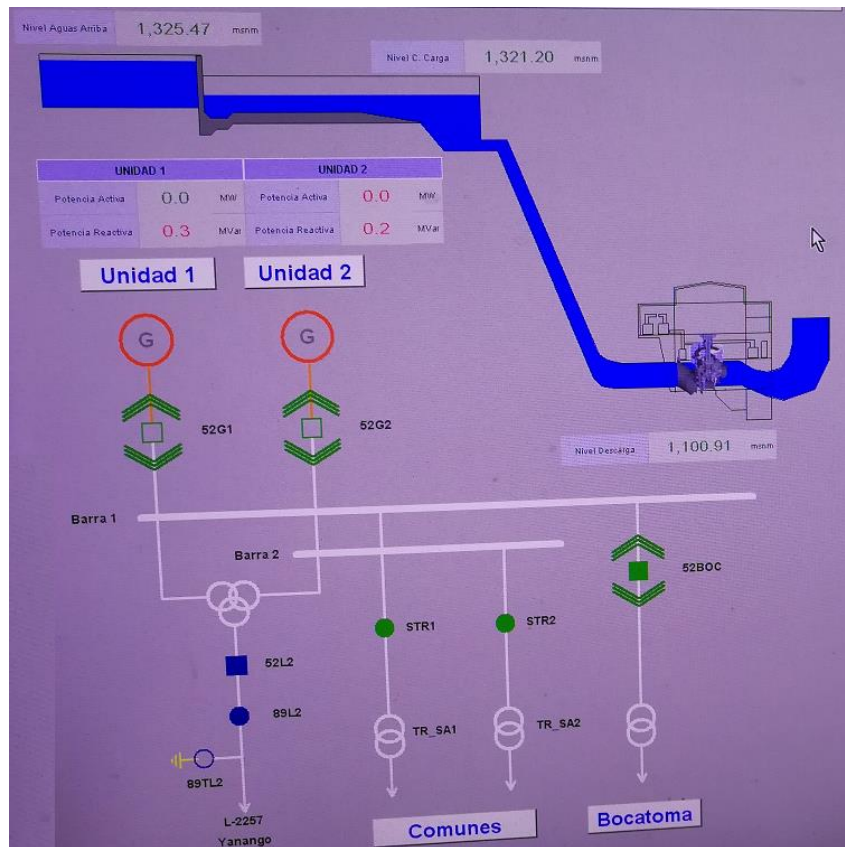 Nivel Aguas Arriba 1,325.47 msnm
Nivel C. Carga 1,321.20 msnm
UNIDAD 1 UNIDAD 2
Potencia Activa 0.0 MW Potencia Activa 0.0 MW
Potencia Reactiva 0.3 MVar Potencia Reactiva 0.2 MVar
Unidad 1 Unidad 2
G G
52G1 52G2
Nivel Descarga 1,100.91 msnm
Barra 1
Barra 2
52BOC
STR1 STR2
52L2
89L2
TR_SA1 TR_SA2
89TL2
L-2257
Yanango
Comunes
Bocatoma